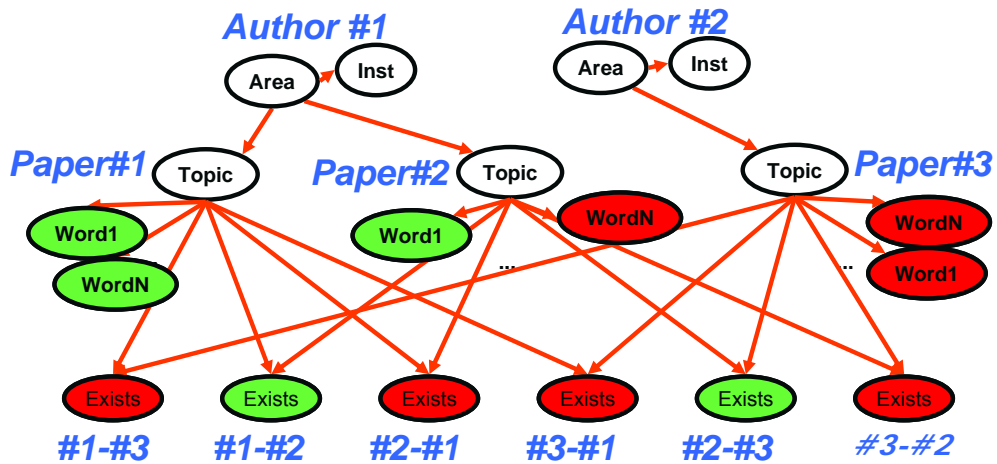 Author #1
Author #2
Area
Inst
Area
Inst
Paper#1
Topic
Paper#2
Topic
Topic
Paper#3
Word1
WordN
Word1
WordN
WordN
Word1
..
...
..
Exists
Exists
Exists
Exists
Exists
Exists
#1-#3
#1-#2
#2-#1
#3-#1
#2-#3
#3-#2